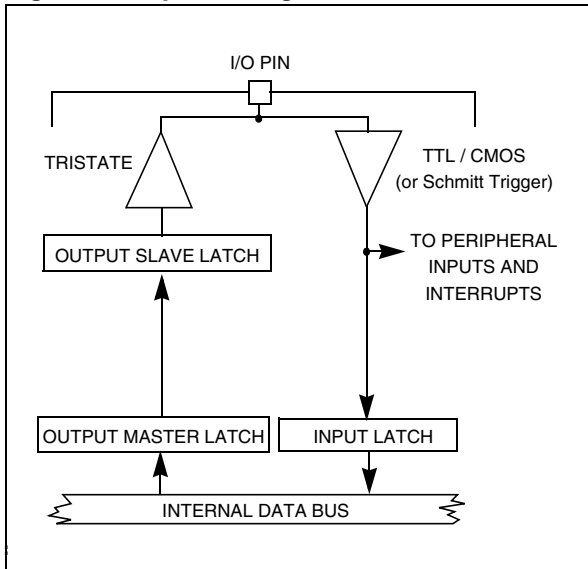 I/O PIN
TRISTATE
TTL / CMOS
(or Schmitt Trigger)
OUTPUT SLAVE LATCH
TO PERIPHERAL
INPUTS AND
INTERRUPTS
OUTPUT MASTER LATCH
INPUT LATCH
INTERNAL DATA BUS